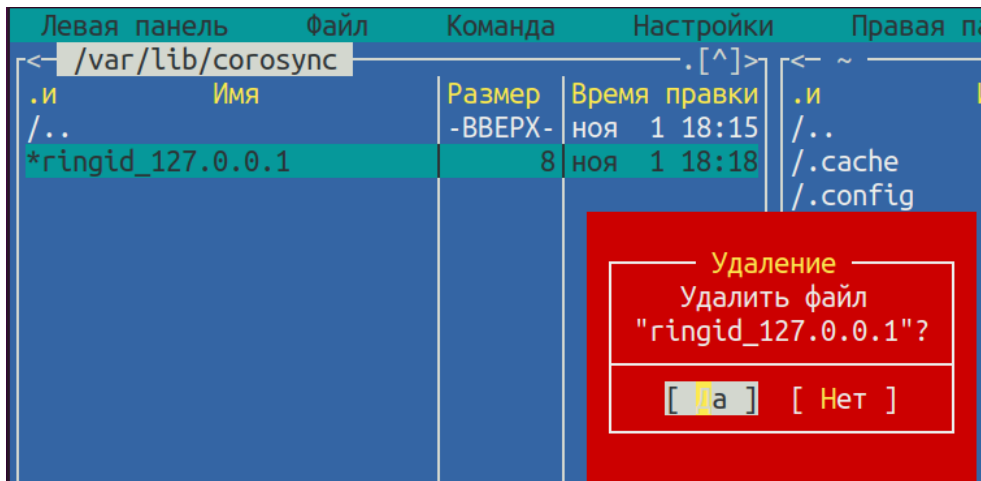 Левая панель Файл Команда Настройки Правая па
<─ /var/lib/corosync .[^]>
.и Имя Размер Время правки
/.. -ВВЕРХ- ноя 1 18:15
*ringid_127.0.0.1 8 ноя 1 18:18
<─ ~
.и
/..
/.cache
/.config
Удаление
Удалить файл
"ringid_127.0.0.1"?
[ Да ] [ Нет ]